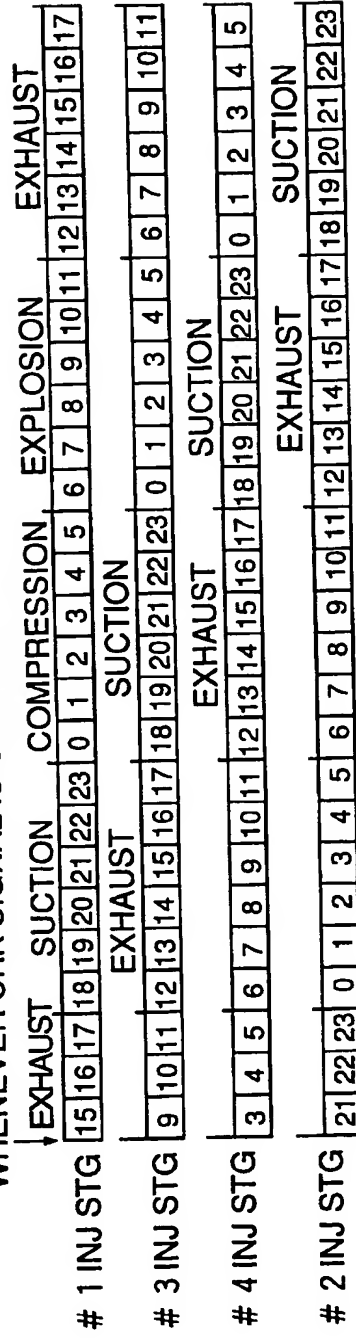 WHENEVER CRK SIGNAL IS
EXHAUST SUCTION COMPRESSION EXPLOSION EXHAUST
# 1 INJ STG 15 16 17 18 19 20 21 22 23 0 1 2 3 4 5 6 7 8 9 10 11 12 13 14 15 16 17
EXHAUST SUCTION
# 3 INJ STG 9 10 11 12 13 14 15 16 17 18 19 20 21 22 23 0 1 2 3 4 5 6 7 8 9 10 11
EXHAUST SUCTION
# 4 INJ STG 3 4 5 6 7 8 9 10 11 12 13 14 15 16 17 18 19 20 21 22 23 0 1 2 3 4 5
EXHAUST SUCTION
# 2 INJ STG 21 22 23 0 1 2 3 4 5 6 7 8 9 10 11 12 13 14 15 16 17 18 19 20 21 22 23